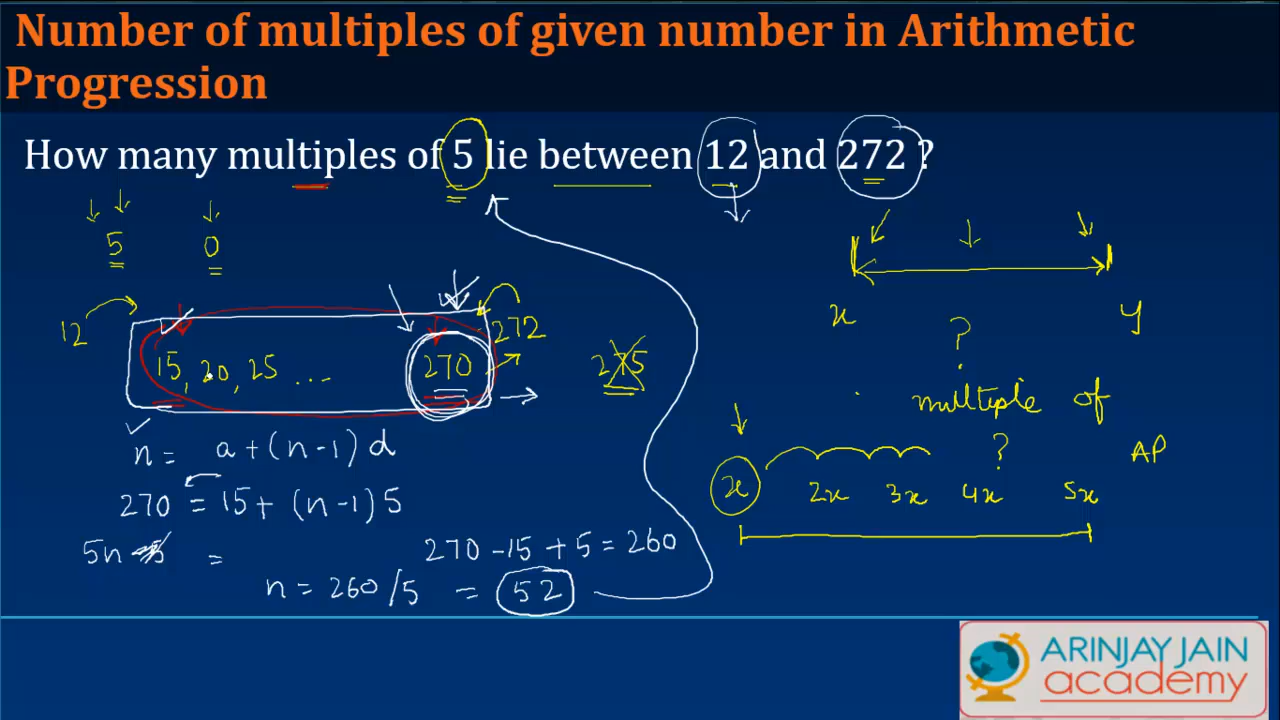 Number of multiples of given number in Arithmetic
Progression
How many multiples of 5 lie between 12 and 272 ?
5 0
12
272
15, 20, 25 ... 270
275
x y
?
multiple of
n = a + (n-1) d
? AP
270 = 15 + (n-1) 5
x 2x 3x 4x 5x
5n -5 = 270 -15 + 5 = 260
n = 260/5 = 52
ARINJAY JAIN
academy